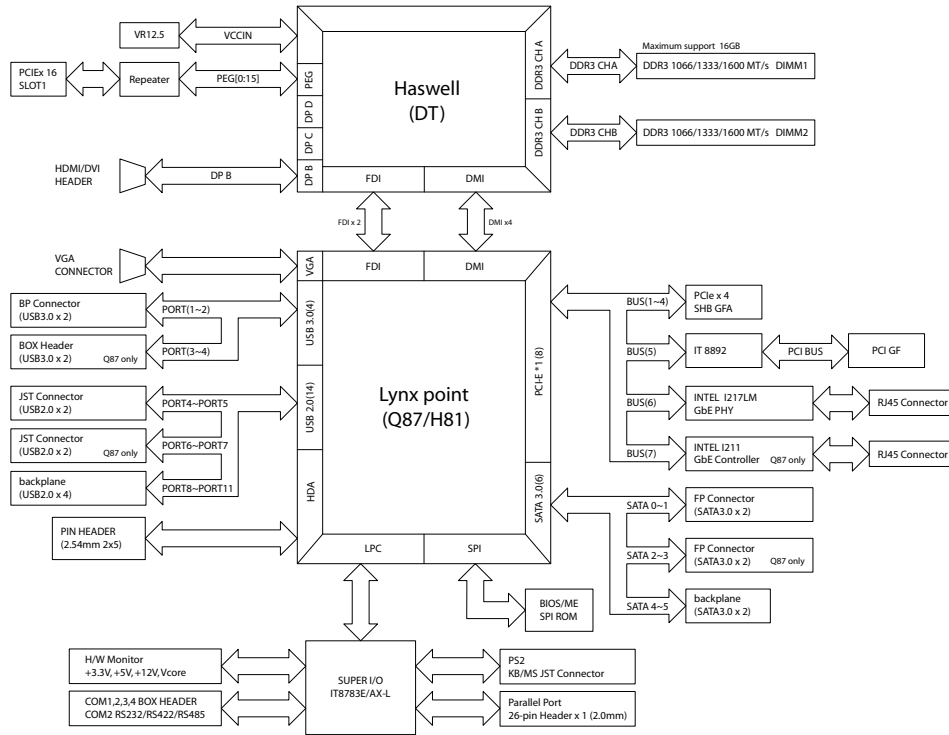 VR12.5
VCCIN
PCIEx 16
SLOT1
Repeater
PEG[0:15]
HDMI/DVI
HEADER
DP B
PEG
DP D
DP C
DP B
Haswell
(DT)
FDI
DMI
DDR3 CH A
DDR3 CH B
DDR3 CHA
Maximum support 16GB
DDR3 1066/1333/1600 MT/s DIMM1
DDR3 CHB
DDR3 1066/1333/1600 MT/s DIMM2
FDI x 2
DMI x4
VGA
CONNECTOR
BP Connector
(USB3.0 x 2)
PORT(1~2)
BOX Header
(USB3.0 x 2)
Q87 only
PORT(3~4)
JST Connector
(USB2.0 x 2)
PORT4~PORT5
JST Connector
(USB2.0 x 2)
Q87 only
PORT6~PORT7
backplane
(USB2.0 x 4)
PORT8~PORT11
PIN HEADER
(2.54mm 2x5)
VGA
USB 3.0(4)
USB 2.0(14)
HDA
FDI
DMI
Lynx point
(Q87/H81)
LPC
SPI
PCI-E *1 (8)
SATA 3.0(6)
BUS(1~4)
PCIe x 4
SHB GFA
BUS(5)
IT 8892
PCI BUS
PCI GF
BUS(6)
INTEL I217LM
GbE PHY
RJ45 Connector
BUS(7)
INTEL I211
GbE Controller
Q87 only
RJ45 Connector
SATA 0~1
FP Connector
(SATA3.0 x 2)
SATA 2~3
FP Connector
(SATA3.0 x 2)
Q87 only
SATA 4~5
backplane
(SATA3.0 x 2)
BIOS/ME
SPI ROM
H/W Monitor
+3.3V, +5V, +12V, Vcore
COM1,2,3,4 BOX HEADER
COM2 RS232/RS422/RS485
SUPER I/O
IT8783E/AX-L
PS2
KB/MS JST Connector
Parallel Port
26-pin Header x 1 (2.0mm)